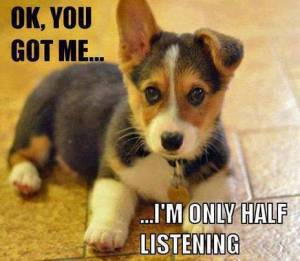 OK, YOU
GOT ME...
...I'M ONLY HALF
LISTENING